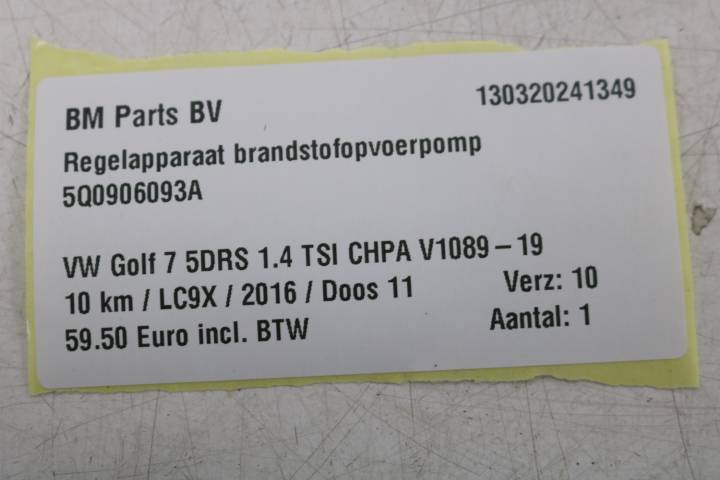 BM Parts BV 130320241349
Regelapparaat brandstofopvoerpomp
5Q0906093A
VW Golf 7 5DRS 1.4 TSI CHPA V1089 – 19
10 km / LC9X / 2016 / Doos 11 Verz: 10
59.50 Euro incl. BTW Aantal: 1